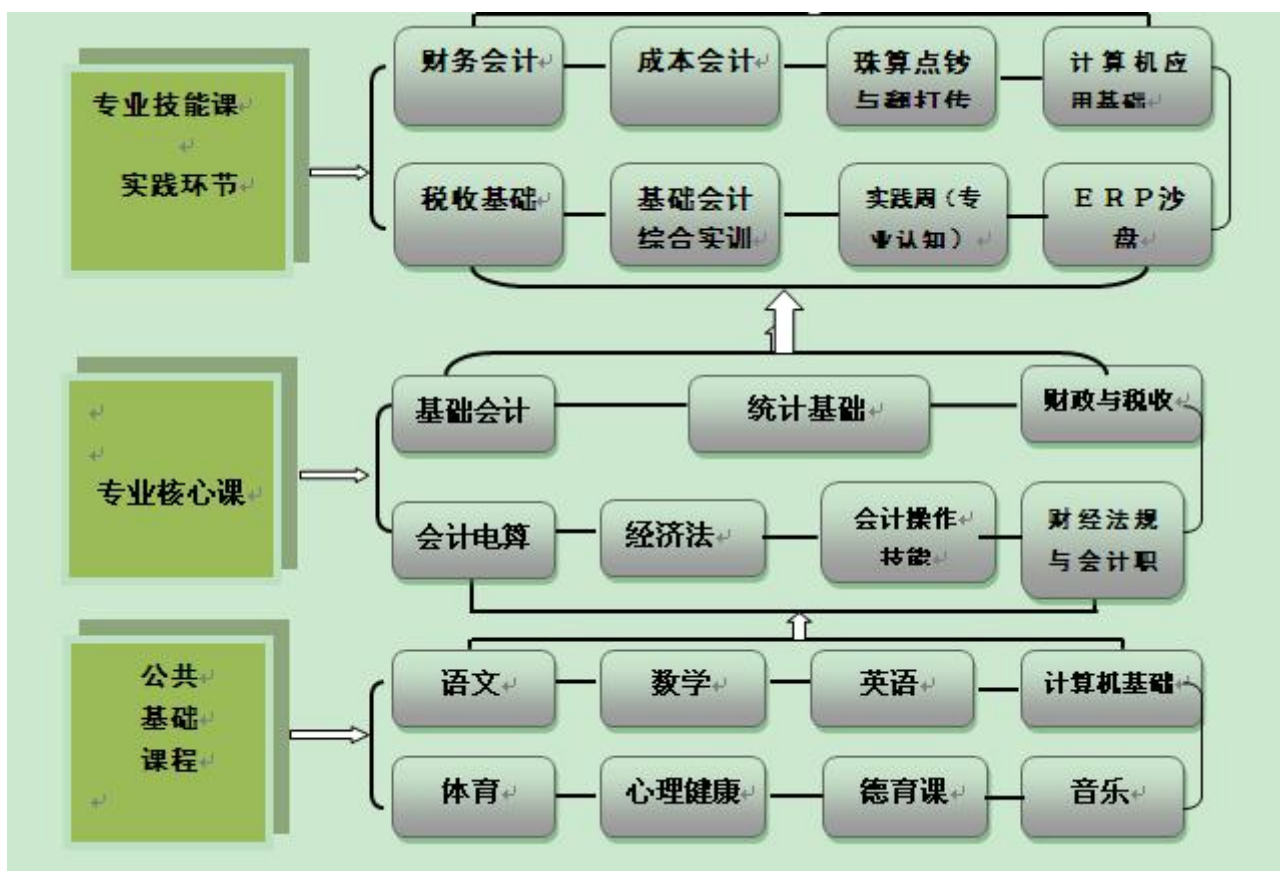 财务会计
成本会计
珠算点钞
与翻打传
计算机应
用基础
专业技能课
实践环节
税收基础
基础会计
综合实训
实践周（专
业认知）
ERP沙
盘
基础会计
统计基础
财政与税收
专业核心课
会计电算
经济法
会计操作
技能
财经法规
与会计职
公共
基础
课程
语文
数学
英语
计算机基础
体育
心理健康
德育课
音乐